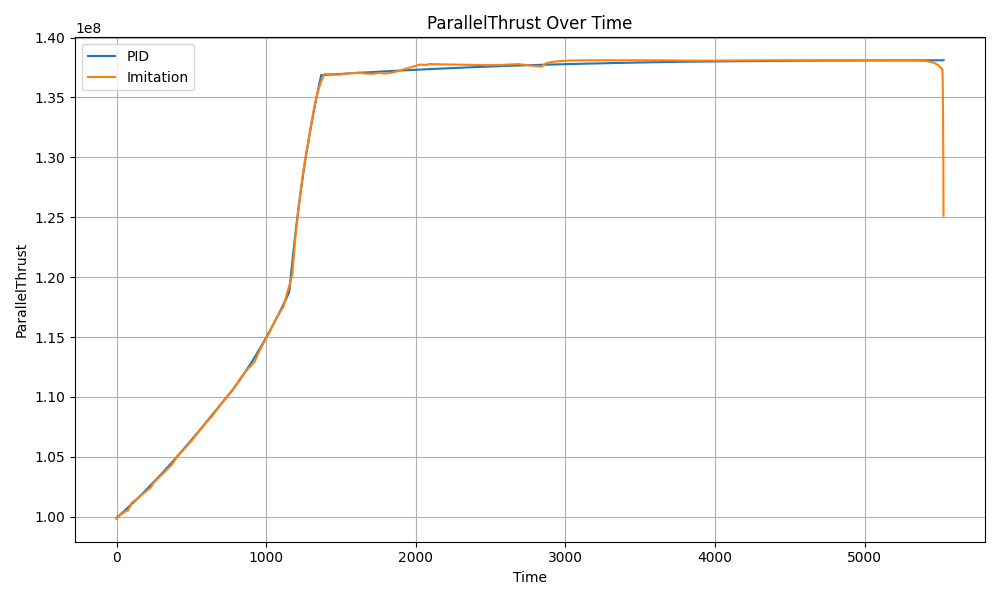 ParallelThrust Over Time
1e8
1.40
1.35
1.30
1.25
1.20
1.15
1.10
1.05
1.00
ParallelThrust
PID
Imitation
0 1000 2000 3000 4000 5000
Time